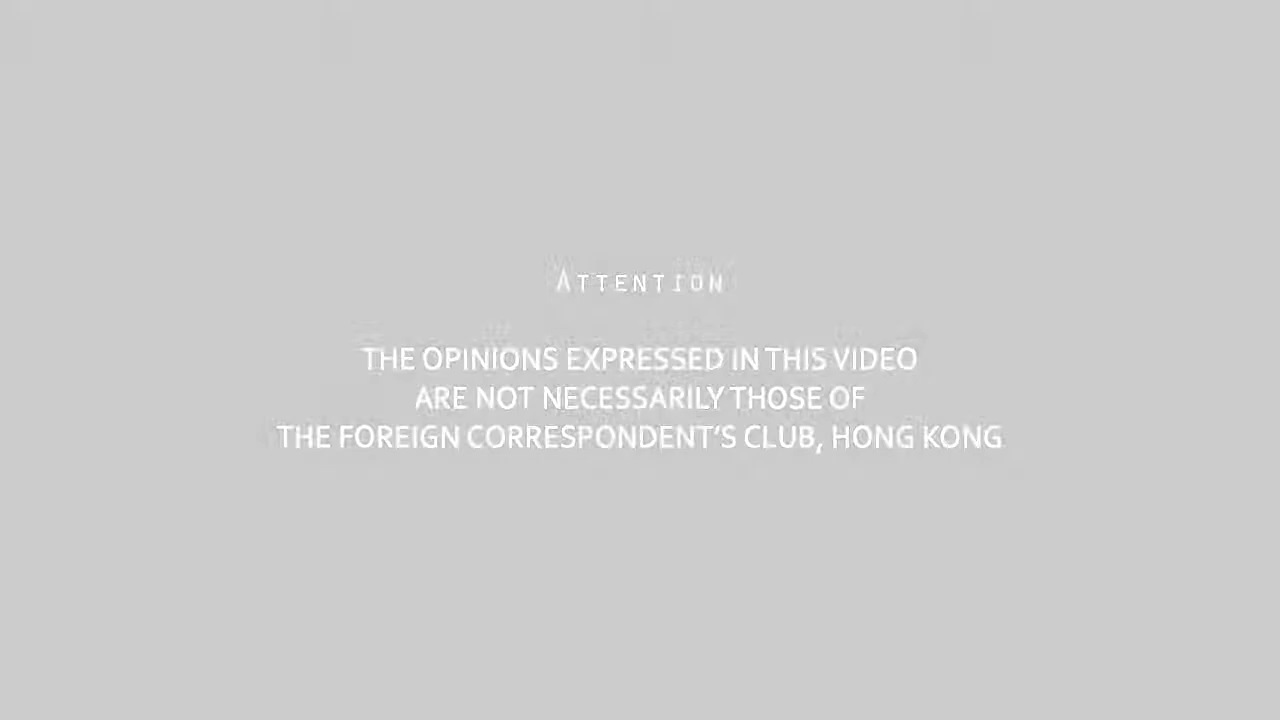 ATTENTION
THE OPINIONS EXPRESSED IN THIS VIDEO
ARE NOT NECESSARILY THOSE OF
THE FOREIGN CORRESPONDENT'S CLUB, HONG KONG